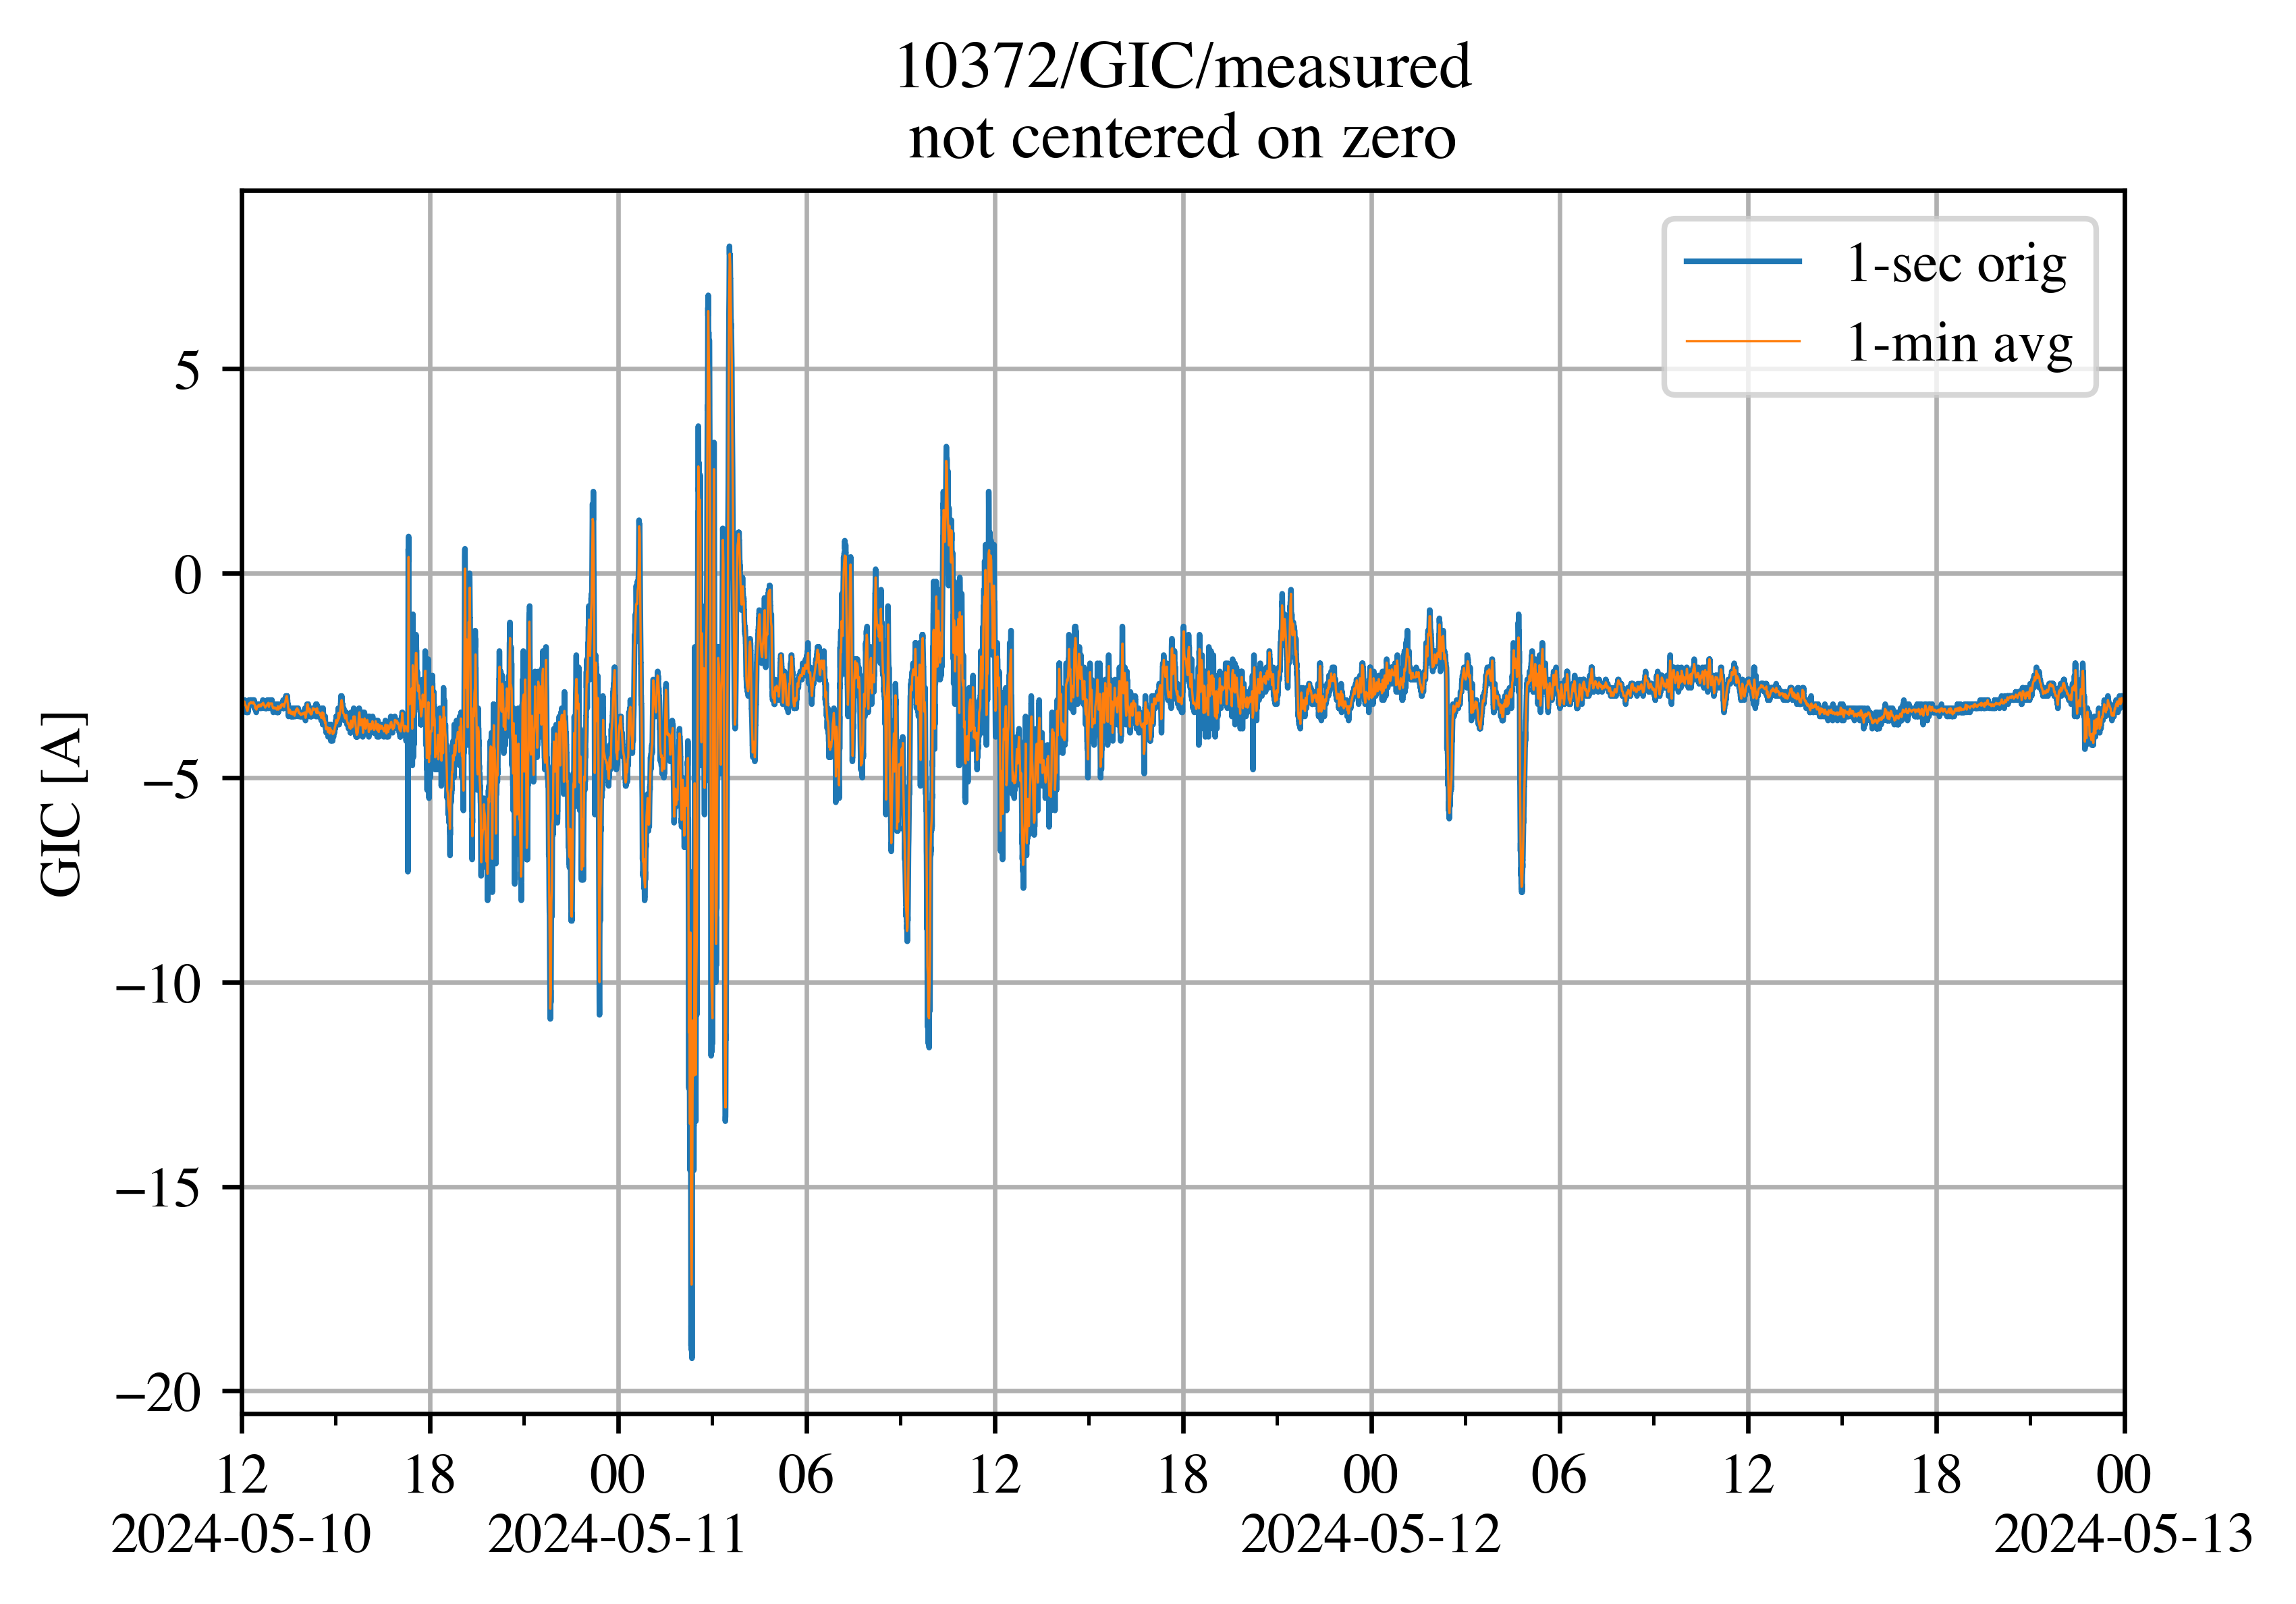 10372/GIC/measured
not centered on zero
1-sec orig
1-min avg
GIC [A]
5
0
−5
−10
−15
−20
12 18 00 06 12 18 00 06 12 18 00
2024-05-10 2024-05-11 2024-05-12 2024-05-13